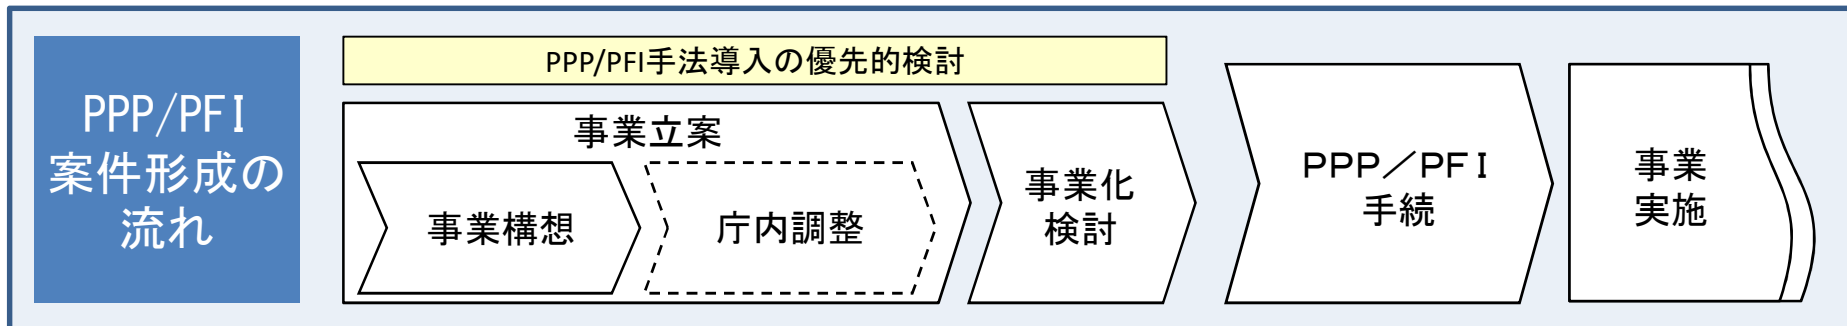 PPP/PFI
案件形成の
流れ
PPP/PFI手法導入の優先的検討
事業立案
事業構想
庁内調整
事業化
検討
ＰＰＰ／ＰＦＩ
手続
事業
実施